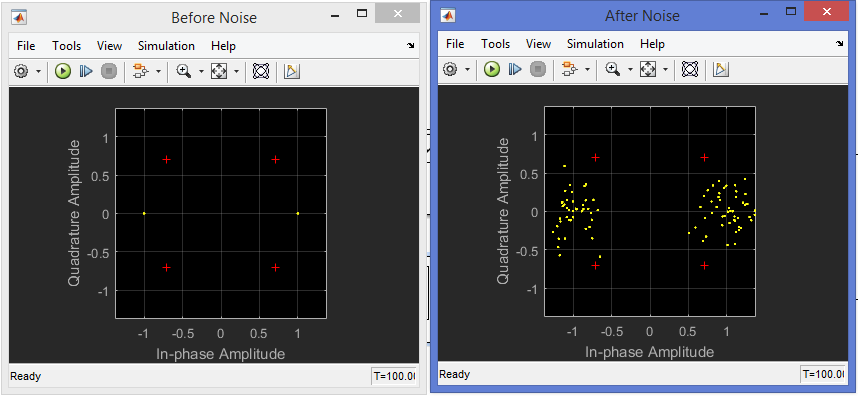 Before Noise
File Tools View Simulation Help
Quadrature Amplitude
1
0.5
0
-0.5
-1
-1 -0.5 0 0.5 1
In-phase Amplitude
Ready
T=100.00
After Noise
File Tools View Simulation Help
Quadrature Amplitude
1
0.5
0
-0.5
-1
-1 -0.5 0 0.5 1
In-phase Amplitude
Ready
T=100.00